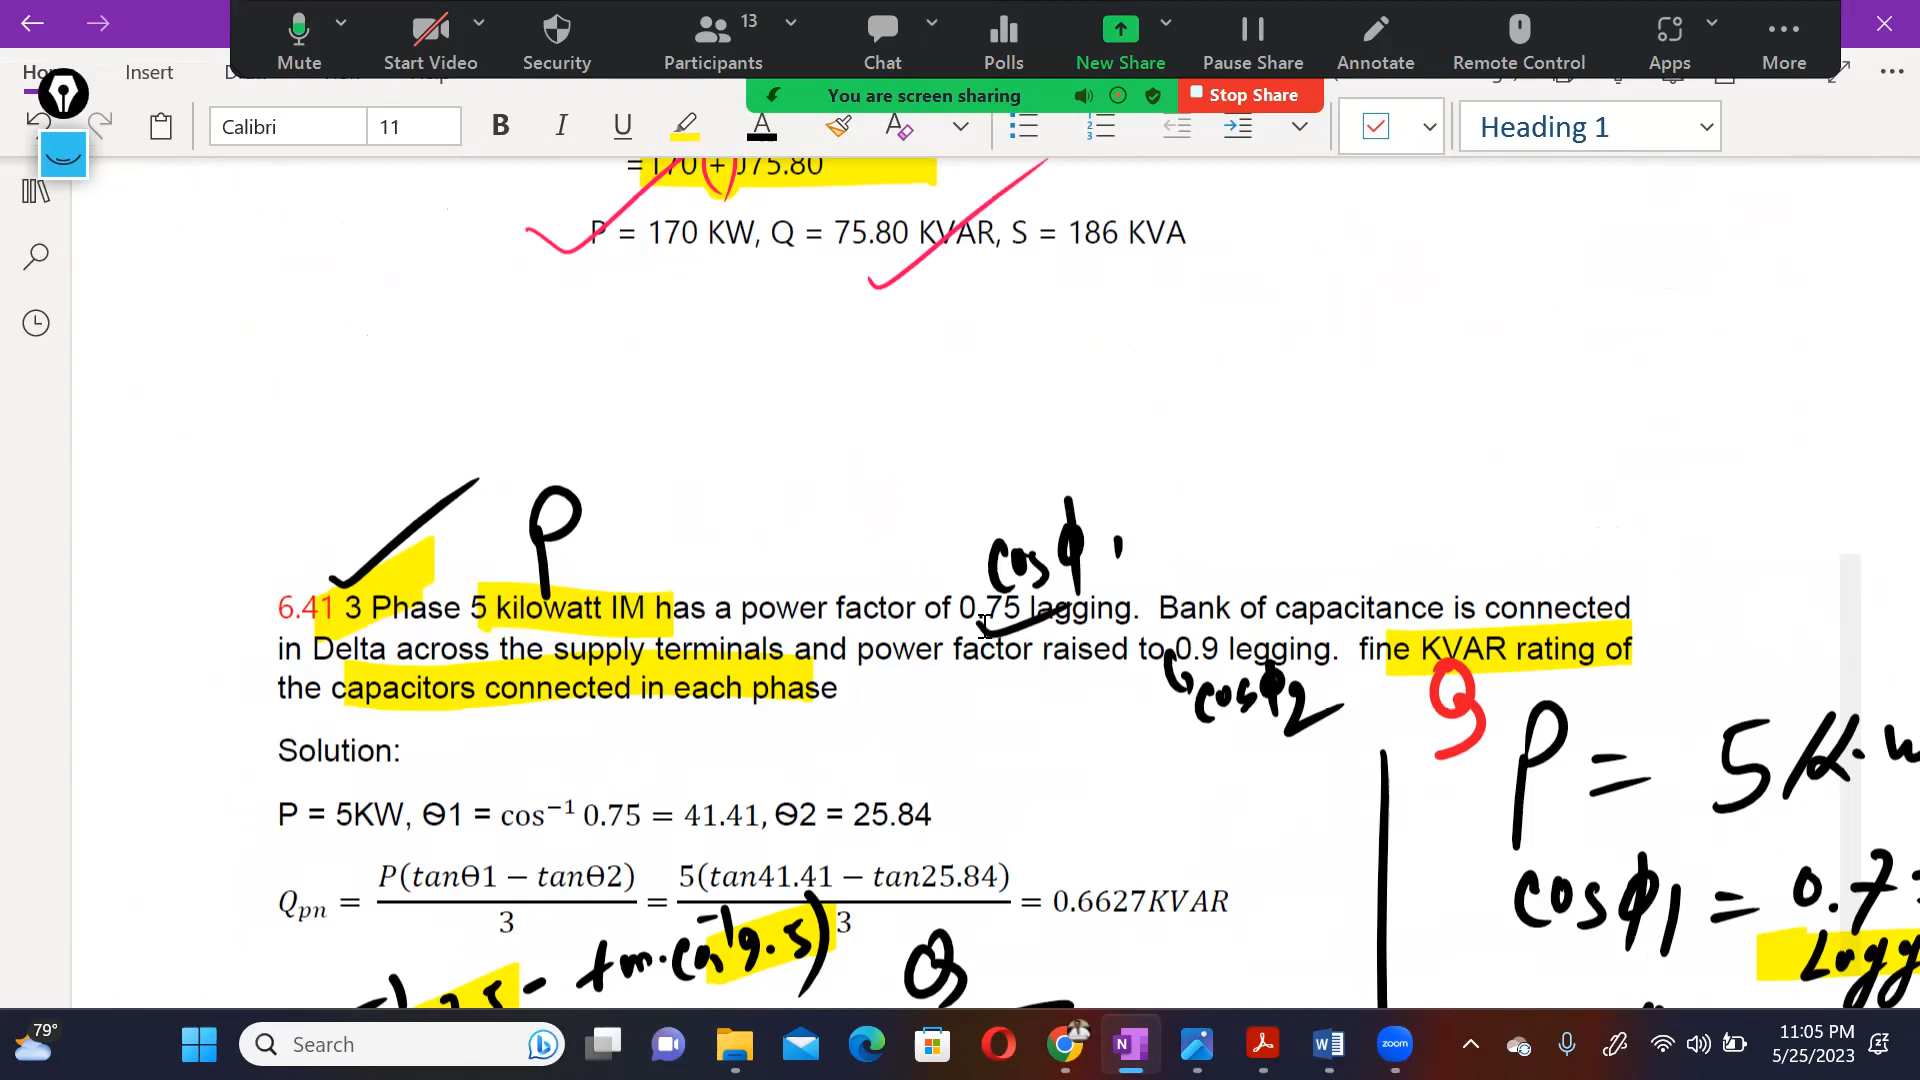 Mute
Start Video
Security
13
Participants
Chat
Polls
New Share
Pause Share
Annotate
Remote Control
Apps
More
You are screen sharing
Stop Share
Insert
Calibri
11
B I U A
Heading 1
= 170 + J75.80
P = 170 KW, Q = 75.80 KVAR, S = 186 KVA
P
cosϕ1
6.41 3 Phase 5 kilowatt IM has a power factor of 0.75 lagging. Bank of capacitance is connected
in Delta across the supply terminals and power factor raised to 0.9 legging. fine KVAR rating of
the capacitors connected in each phase
cosϕ2
Q
Solution:
P = 5 K.w
P = 5KW, Θ1 = cos⁻¹ 0.75 = 41.41, Θ2 = 25.84
cosϕ1 = 0.7
Qpn = P(tanΘ1 − tanΘ2) / 3 = 5(tan41.41 − tan25.84) / 3 = 0.6627KVAR
Q
79°
Search
zoom
11:05 PM
5/25/2023